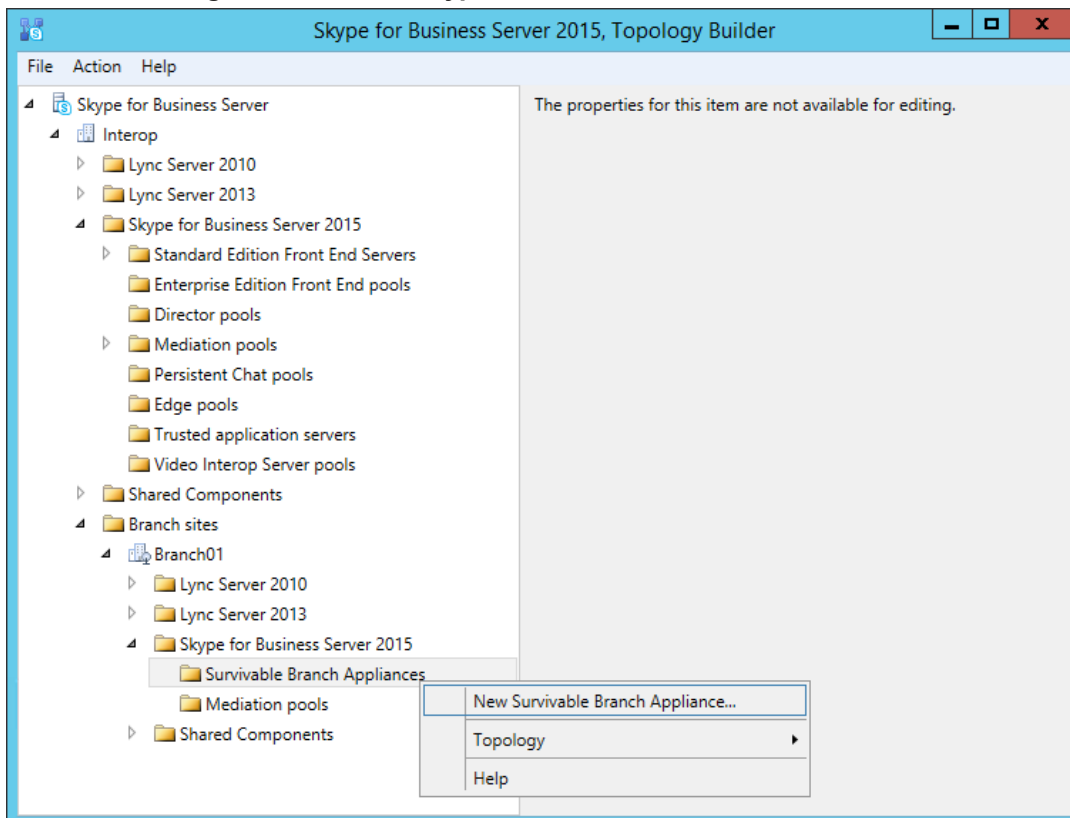 Skype for Business Server 2015, Topology Builder
File Action Help
Skype for Business Server
The properties for this item are not available for editing.
Interop
Lync Server 2010
Lync Server 2013
Skype for Business Server 2015
Standard Edition Front End Servers
Enterprise Edition Front End pools
Director pools
Mediation pools
Persistent Chat pools
Edge pools
Trusted application servers
Video Interop Server pools
Shared Components
Branch sites
Branch01
Lync Server 2010
Lync Server 2013
Skype for Business Server 2015
Survivable Branch Appliances
Mediation pools
Shared Components
New Survivable Branch Appliance...
Topology
Help